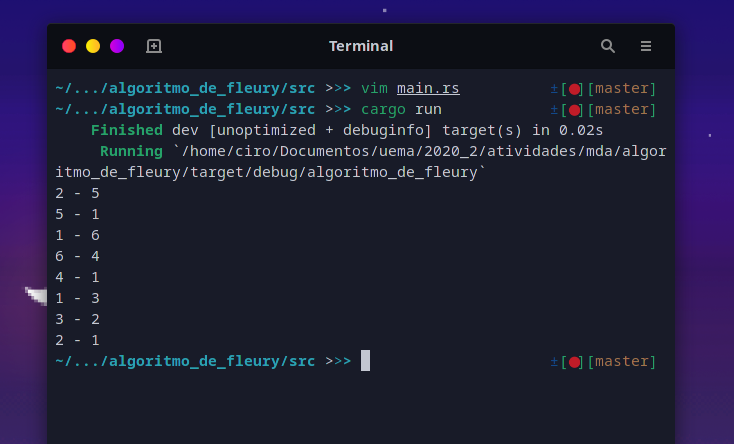 Terminal
~/.../algoritmo_de_fleury/src >>> vim main.rs ±[●][master]
~/.../algoritmo_de_fleury/src >>> cargo run ±[●][master]
Finished dev [unoptimized + debuginfo] target(s) in 0.02s
Running `/home/ciro/Documentos/uema/2020_2/atividades/mda/algor
itmo_de_fleury/target/debug/algoritmo_de_fleury`
2 - 5
5 - 1
1 - 6
6 - 4
4 - 1
1 - 3
3 - 2
2 - 1
~/.../algoritmo_de_fleury/src >>> ±[●][master]